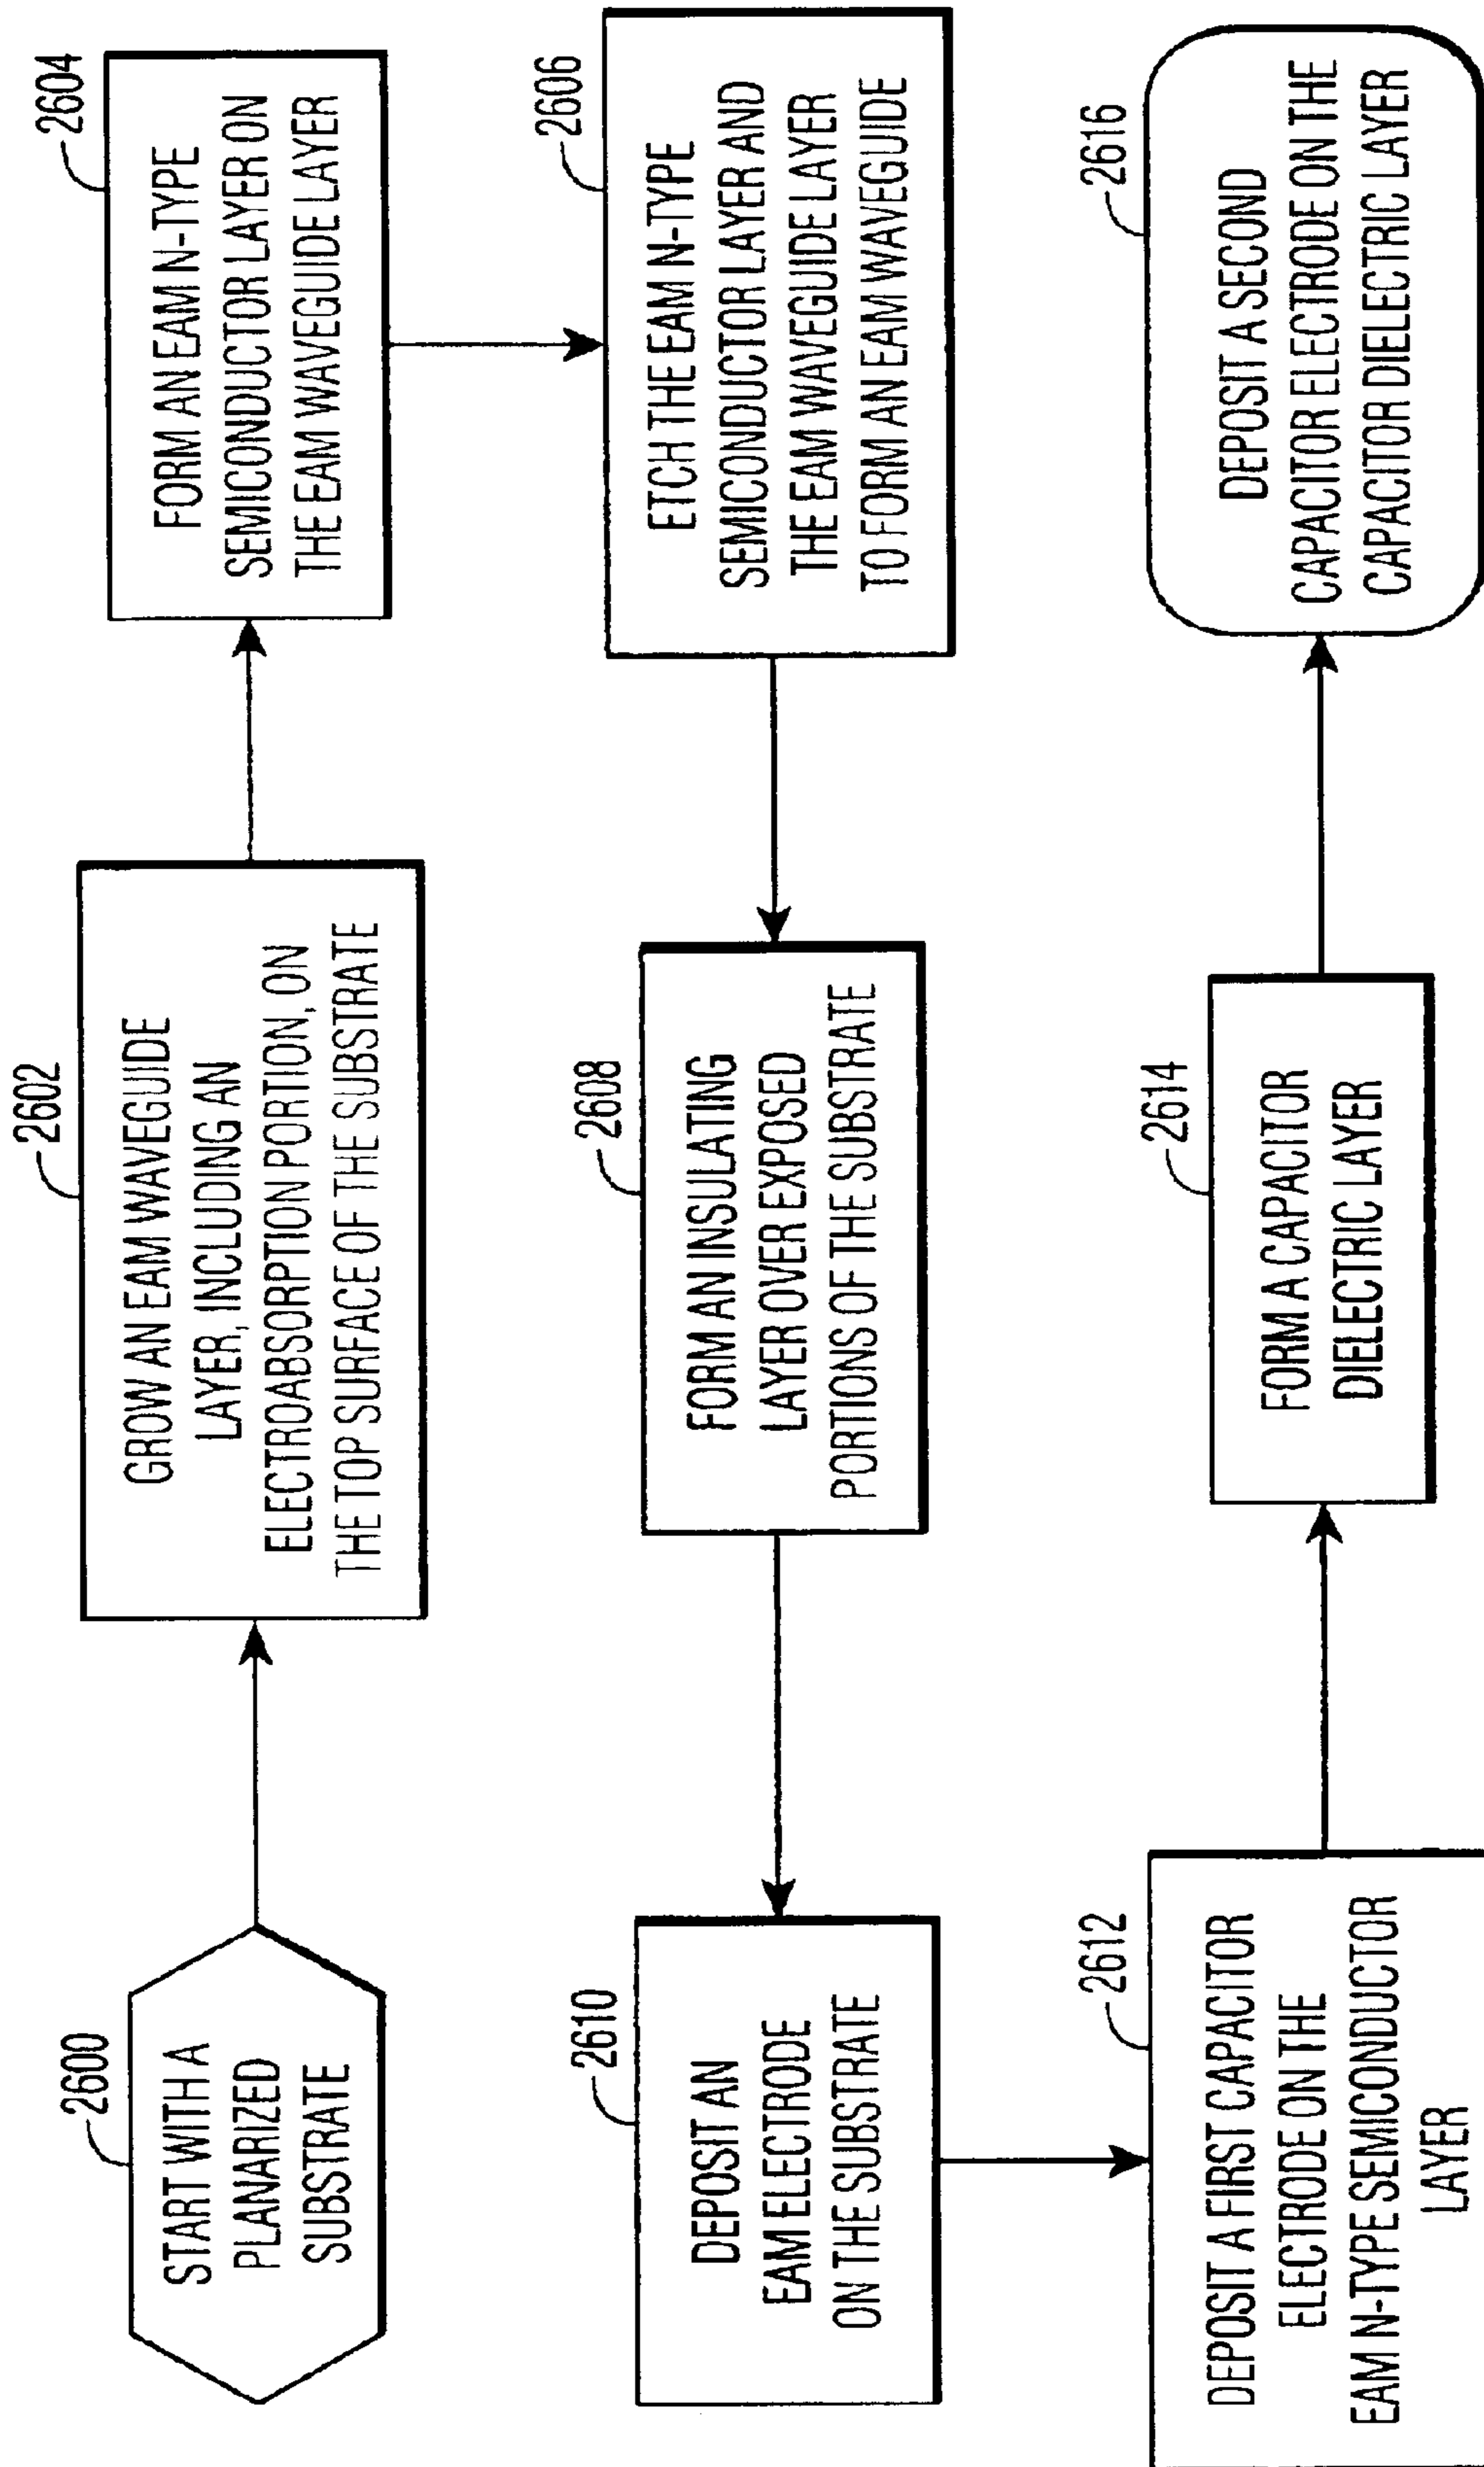 2600
START WITH A
PLANARIZED
SUBSTRATE
2602
GROW AN EAM WAVEGUIDE
LAYER, INCLUDING AN
ELECTROABSORPTION PORTION, ON
THE TOP SURFACE OF THE SUBSTRATE
2604
FORM AN EAM N-TYPE
SEMICONDUCTOR LAYER ON
THE EAM WAVEGUIDE LAYER
2606
ETCH THE EAM N-TYPE
SEMICONDUCTOR LAYER AND
THE EAM WAVEGUIDE LAYER
TO FORM AN EAM WAVEGUIDE
2608
FORM AN INSULATING
LAYER OVER EXPOSED
PORTIONS OF THE SUBSTRATE
2610
DEPOSIT AN
EAM ELECTRODE
ON THE SUBSTRATE
2612
DEPOSIT A FIRST CAPACITOR
ELECTRODE ON THE
EAM N-TYPE SEMICONDUCTOR
LAYER
2614
FORM A CAPACITOR
DIELECTRIC LAYER
2616
DEPOSIT A SECOND
CAPACITOR ELECTRODE ON THE
CAPACITOR DIELECTRIC LAYER